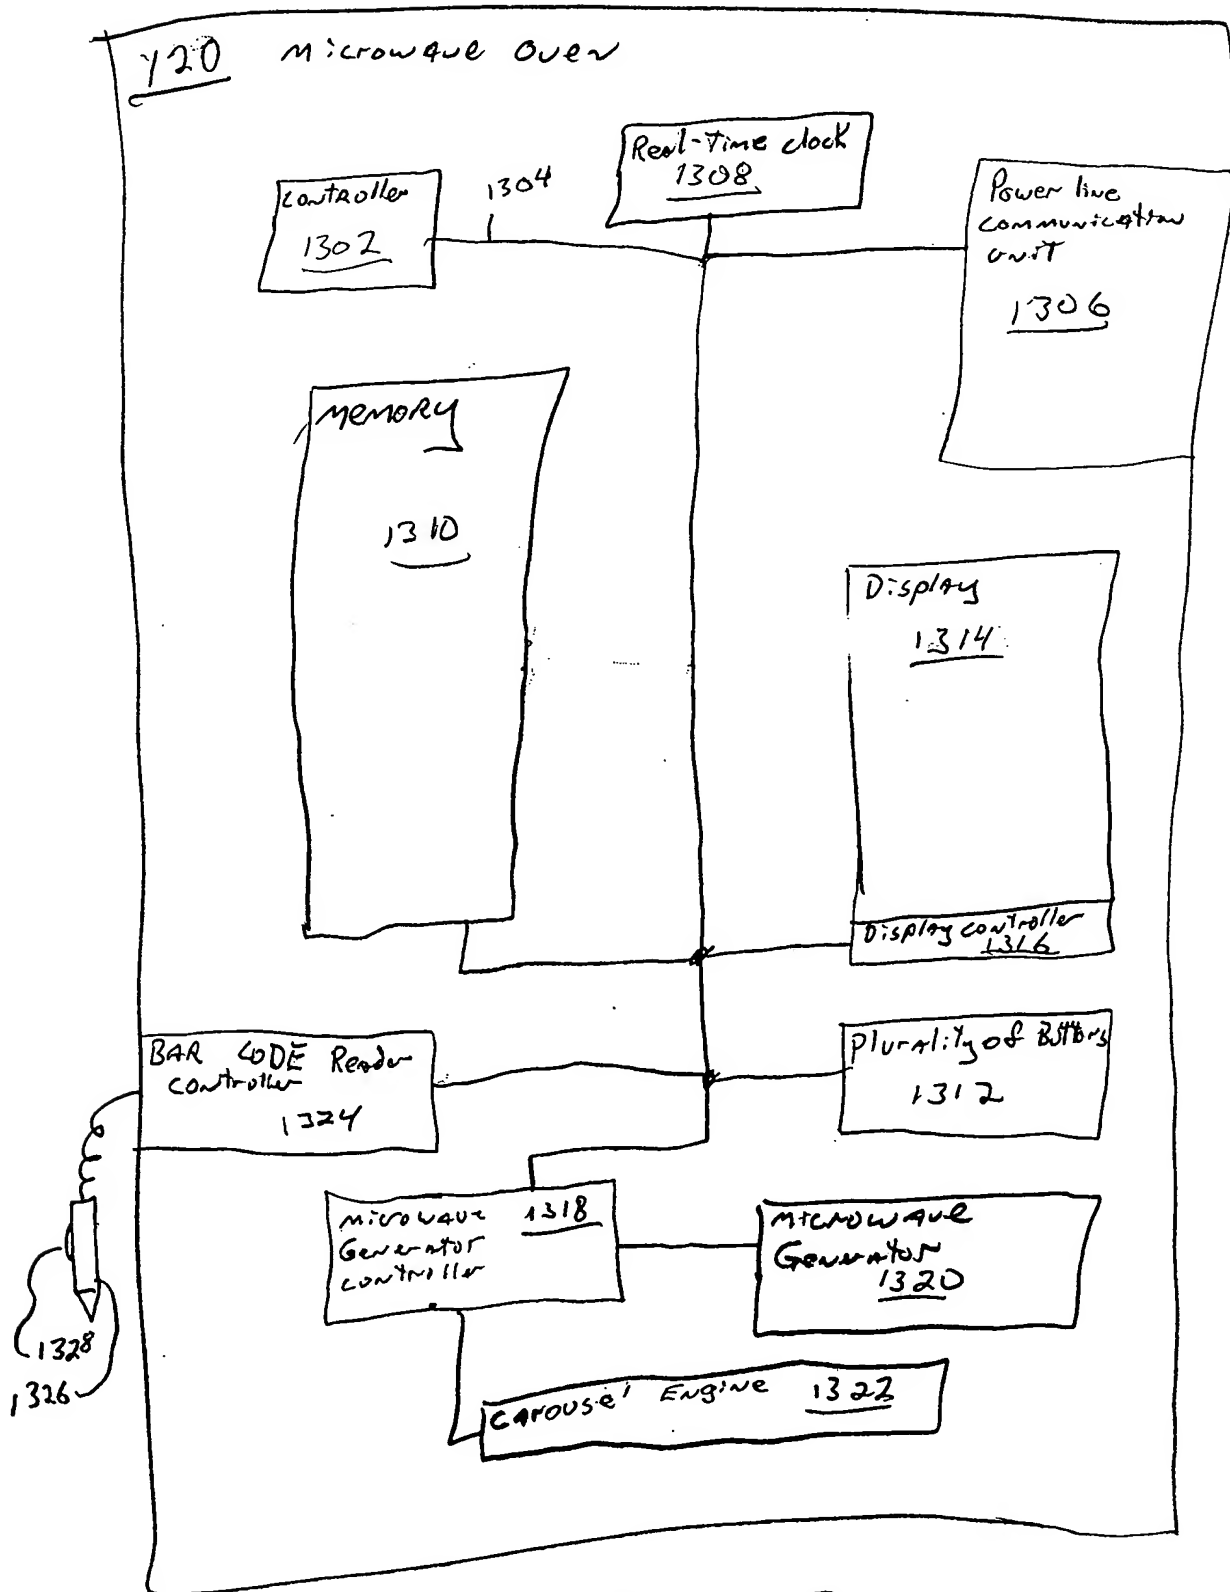 420 Microwave Oven
Real-Time clock
1308
controller
1302
1304
Power line
communication
unit
1306
MEMORY
1310
Display
1314
Display controller
1316
BAR CODE Reader
controller
1324
Plurality of Buttons
1312
Microwave 1318
Generator
controller
Microwave
Generator
1320
1328
1326
Carousel Engine 1322